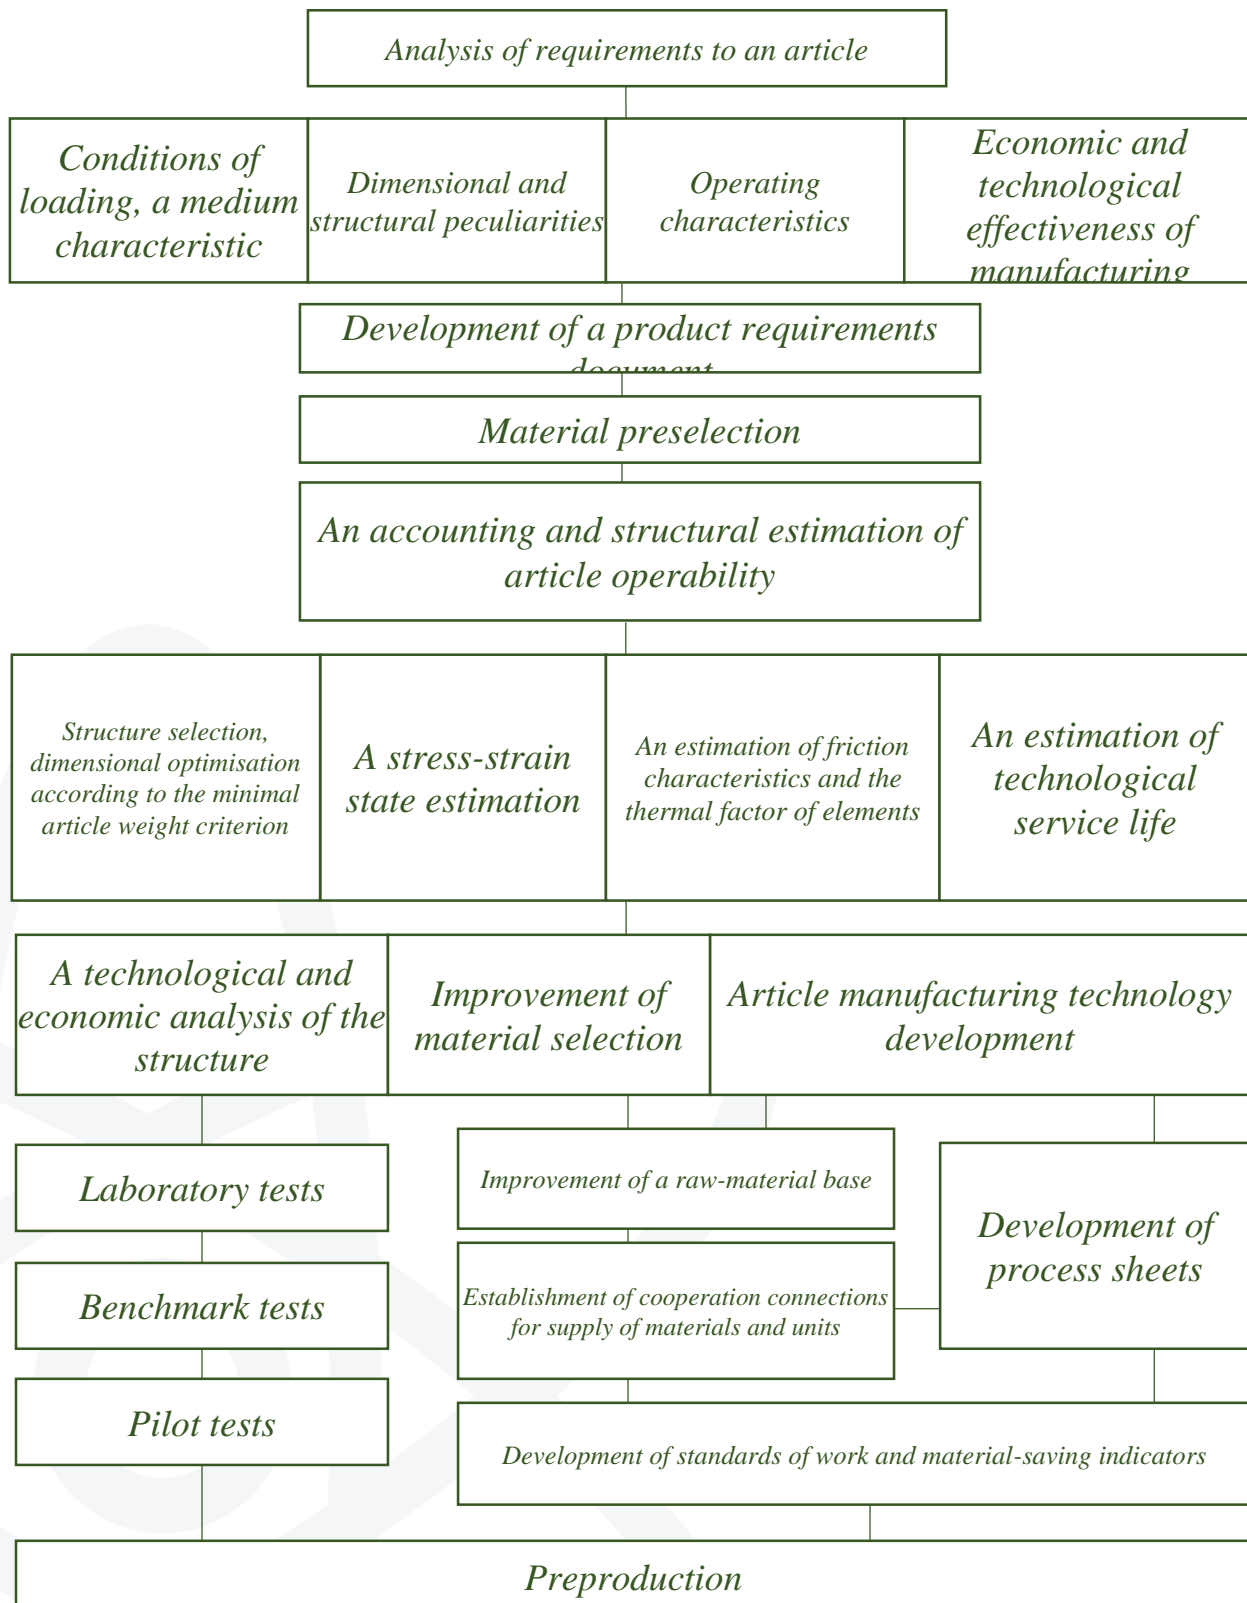 Analysis of requirements to an article
Conditions of
loading, a medium
characteristic
Dimensional and
structural peculiarities
Operating
characteristics
Economic and
technological
effectiveness of
manufacturing
Development of a product requirements
document
Material preselection
An accounting and structural estimation of
article operability
Structure selection,
dimensional optimisation
according to the minimal
article weight criterion
A stress-strain
state estimation
An estimation of friction
characteristics and the
thermal factor of elements
An estimation of
technological
service life
A technological and
economic analysis of the
structure
Improvement of
material selection
Article manufacturing technology
development
Laboratory tests
Benchmark tests
Pilot tests
Improvement of a raw-material base
Establishment of cooperation connections
for supply of materials and units
Development of
process sheets
Development of standards of work and material-saving indicators
Preproduction